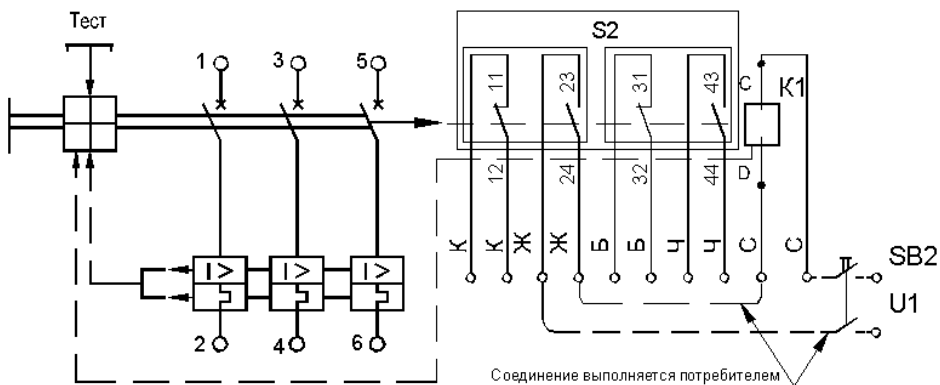 Тест
1 3 5
S2
11 23 31 43
C K1
12 24 32 44 D
К К Ж Ж Б Б Ч Ч С С
I> I> I>
SB2
U1
2 4 6
Соединение выполняется потребителем